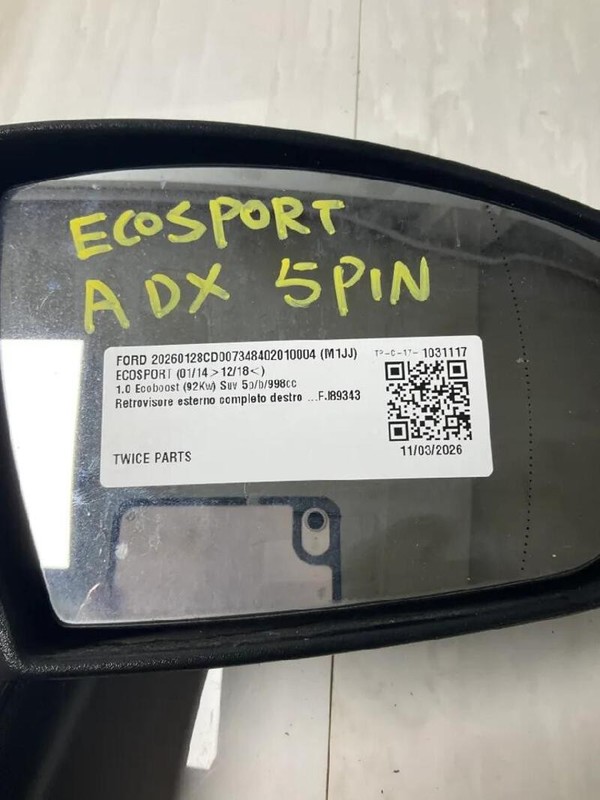 ECOSPORT
ADX 5PIN
FORD 20260128CD007348402010004 (M1JJ)
TP-C-17- 1031117
ECOSPORT (01/14>12/18<)
1.0 Ecoboost (92Kw) Suv 5p/b/998cc
Retrovisore esterno completo destro ...FJ89343
TWICE PARTS
11/03/2026